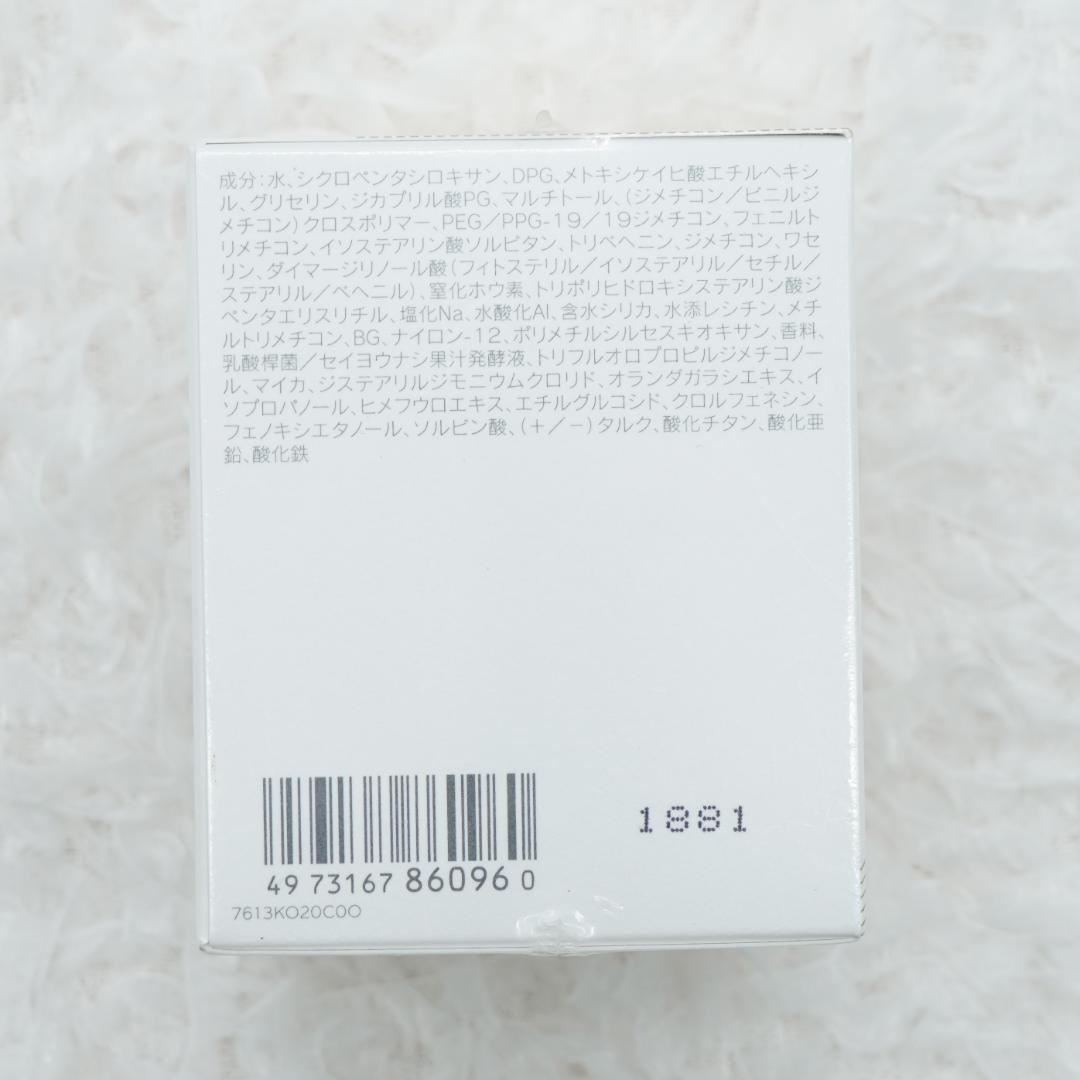 成分：水、シクロペンタシロキサン、DPG、メトキシケイヒ酸エチルヘキシ
ル、グリセリン、ジカプリル酸PG、マルチトール、（ジメチコン／ビニルジ
メチコン）クロスポリマー、PEG／PPG-19／19ジメチコン、フェニルト
リメチコン、イソステアリン酸ソルビタン、トリベヘニン、ジメチコン、ワセ
リン、ダイマージリノール酸（フィトステリル／イソステアリル／セチル／
ステアリル／ベヘニル）、窒化ホウ素、トリポリヒドロキシステアリン酸ジ
ペンタエリスリチル、塩化Na、水酸化Al、含水シリカ、水添レシチン、メチ
ルトリメチコン、BG、ナイロン-12、ポリメチルシルセスキオキサン、香料、
乳酸桿菌／セイヨウナシ果汁発酵液、トリフルオロプロピルジメチコノー
ル、マイカ、ジステアリルジモニウムクロリド、オランダガラシエキス、イ
ソプロパノール、ヒメフウロエキス、エチルグルコシド、クロルフェネシン、
フェノキシエタノール、ソルビン酸、（＋／－）タルク、酸化チタン、酸化亜
鉛、酸化鉄
1881
49 73167 86096 0
7613KO20C0O